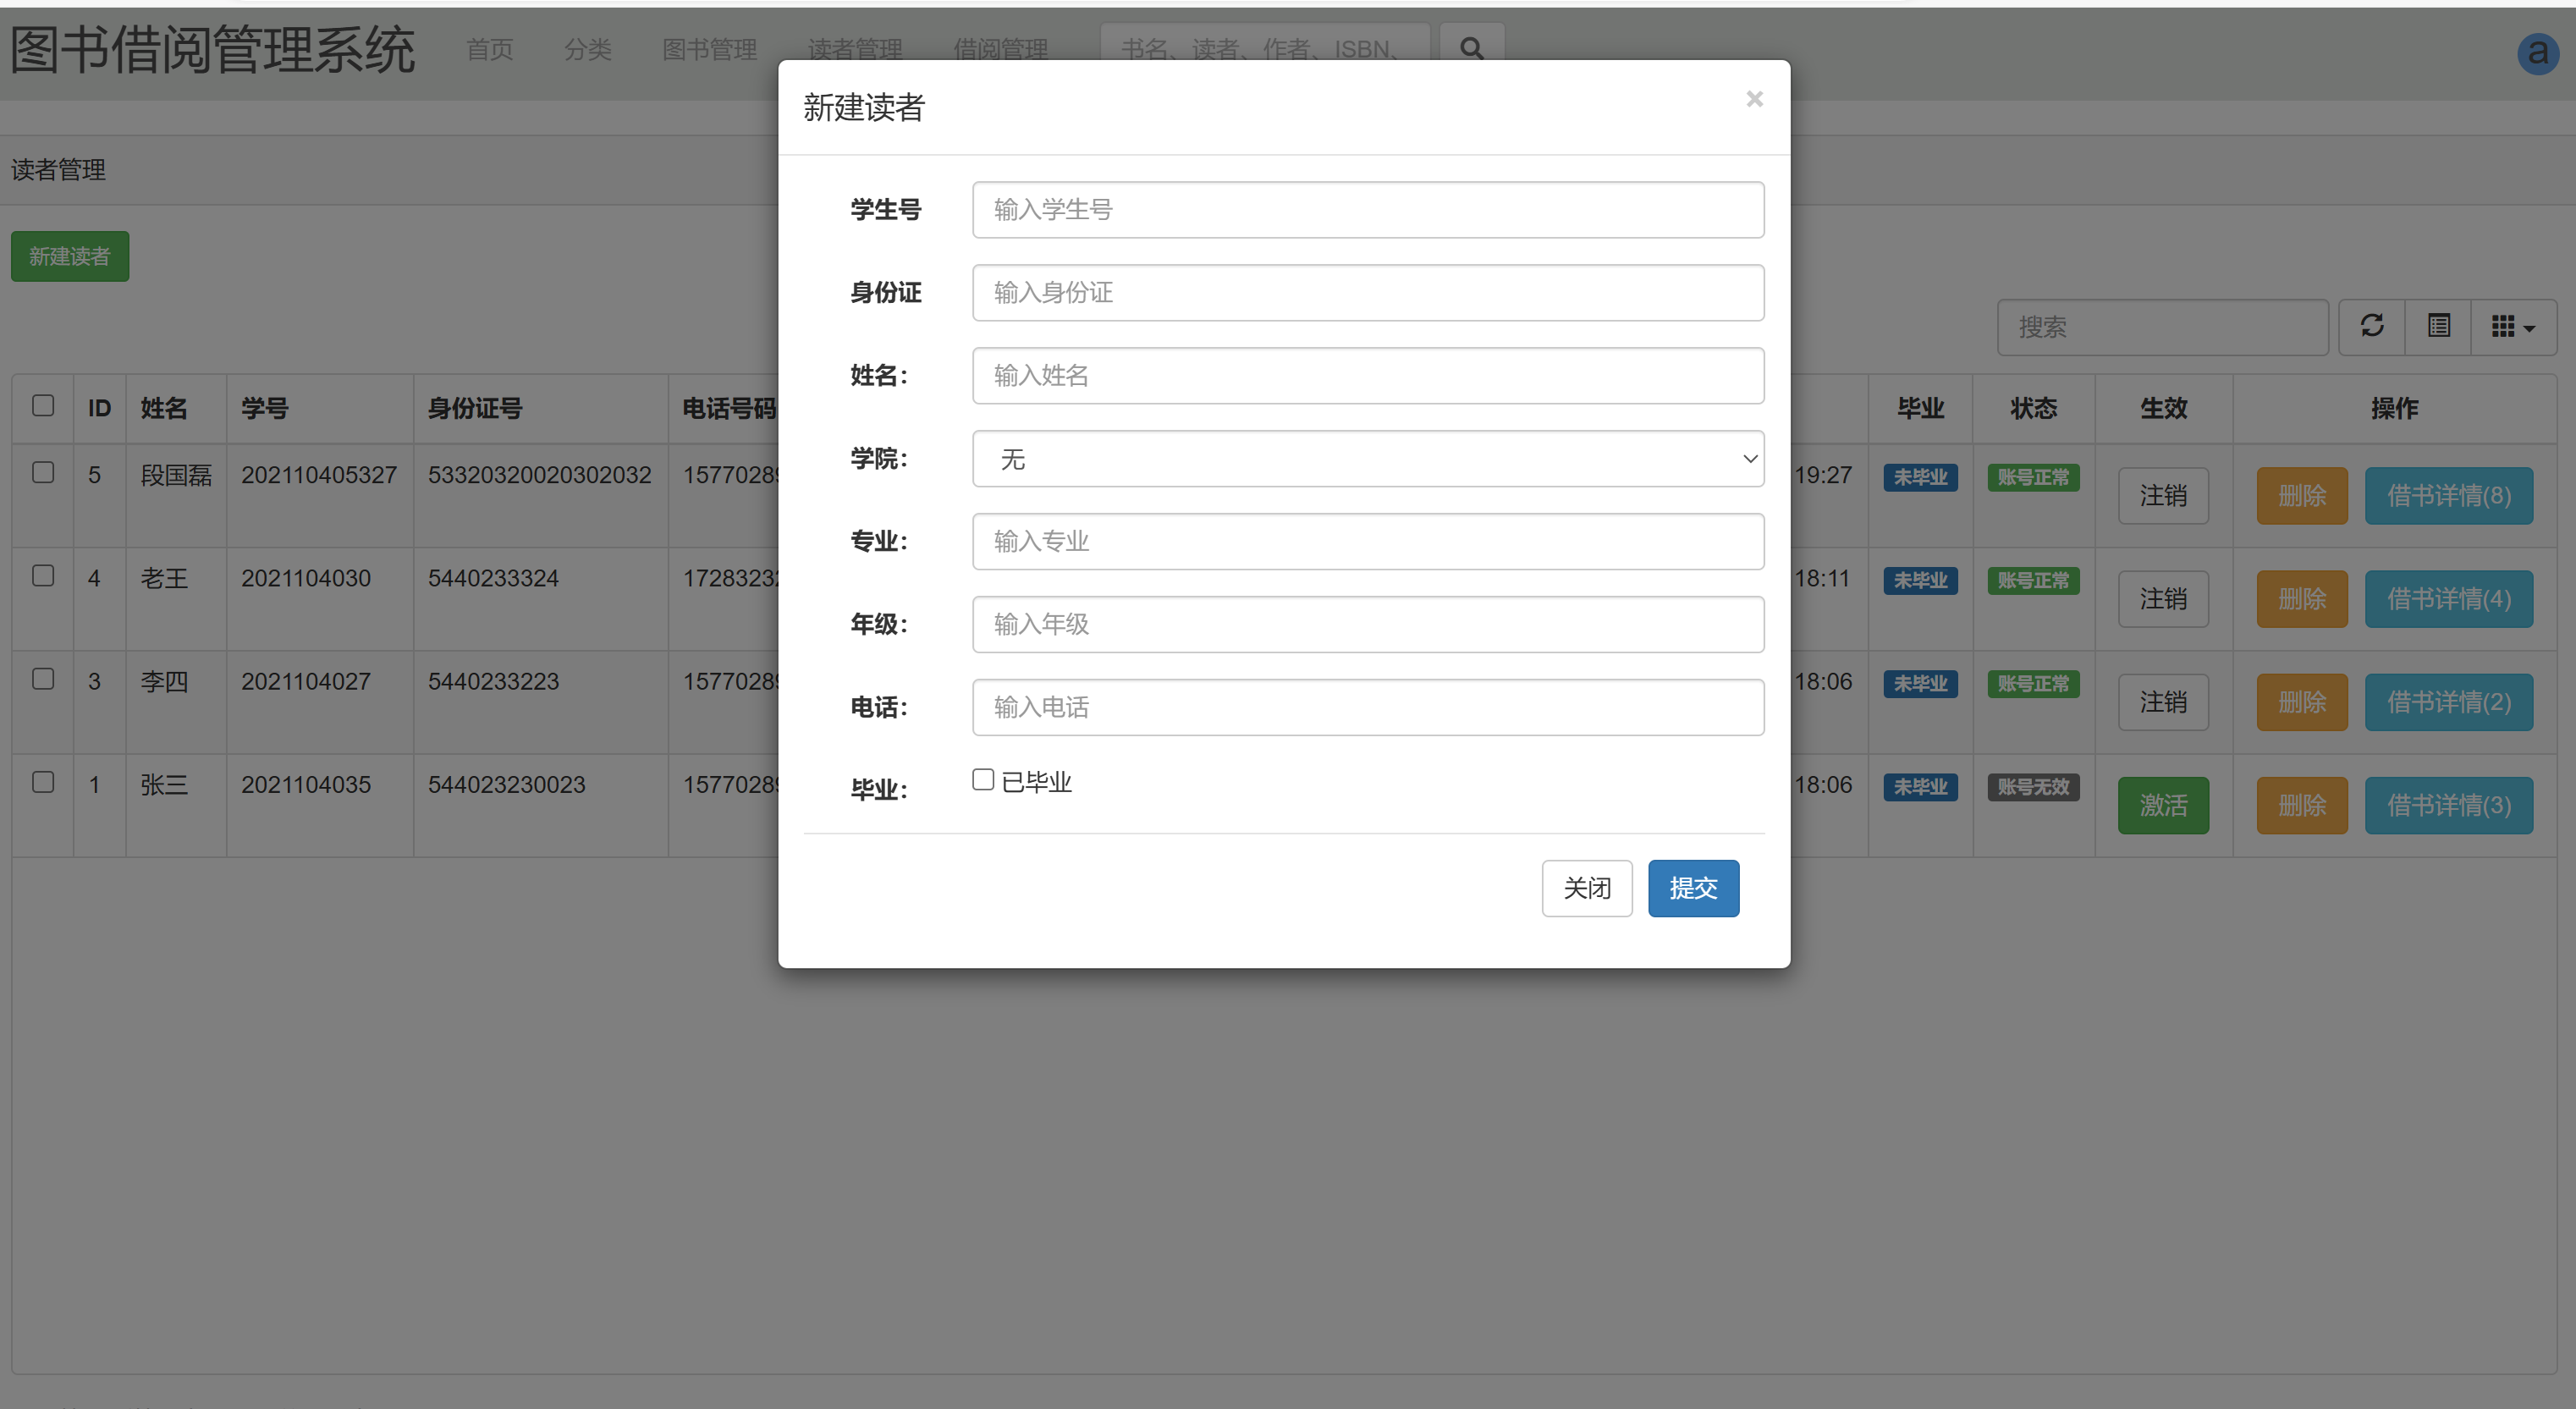 图书借阅管理系统 首页 分类 图书管理 读者管理 借阅管理 书名、读者、作者、ISBN、 a
新建读者 ×
读者管理
新建读者
学生号 输入学生号
身份证 输入身份证
姓名： 输入姓名
学院： 无
专业： 输入专业
年级： 输入年级
电话： 输入电话
毕业： 已毕业
关闭 提交
搜索
ID 姓名 学号 身份证号 电话号码 毕业 状态 生效 操作
5 段国磊 202110405327 53320320020302032 1577028 19:27 未毕业 账号正常 注销 删除 借书详情(8)
4 老王 2021104030 5440233324 1728323 18:11 未毕业 账号正常 注销 删除 借书详情(4)
3 李四 2021104027 5440233223 1577028 18:06 未毕业 账号正常 注销 删除 借书详情(2)
1 张三 2021104035 544023230023 1577028 18:06 未毕业 账号无效 激活 删除 借书详情(3)